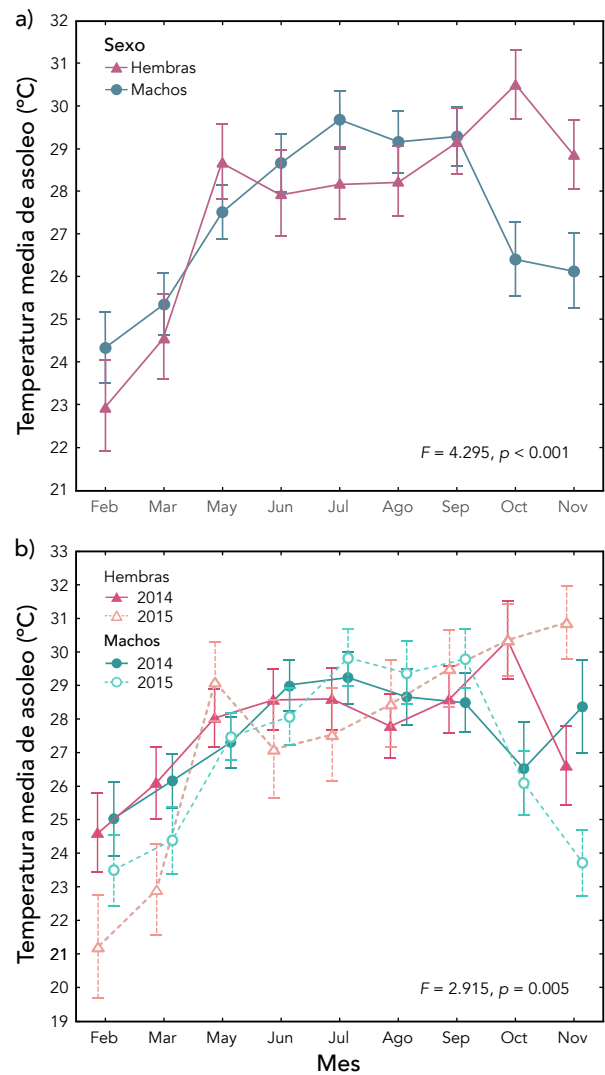 a)
Temperatura media de asoleo (°C)
32
31
30
29
28
27
26
25
24
23
22
21
Sexo
Hembras
Machos
F = 4.295, p < 0.001
Feb Mar May Jun Jul Ago Sep Oct Nov
b)
Temperatura media de asoleo (°C)
33
32
31
30
29
28
27
26
25
24
23
22
21
20
19
Hembras
2014
2015
Machos
2014
2015
F = 2.915, p = 0.005
Feb Mar May Jun Jul Ago Sep Oct Nov
Mes